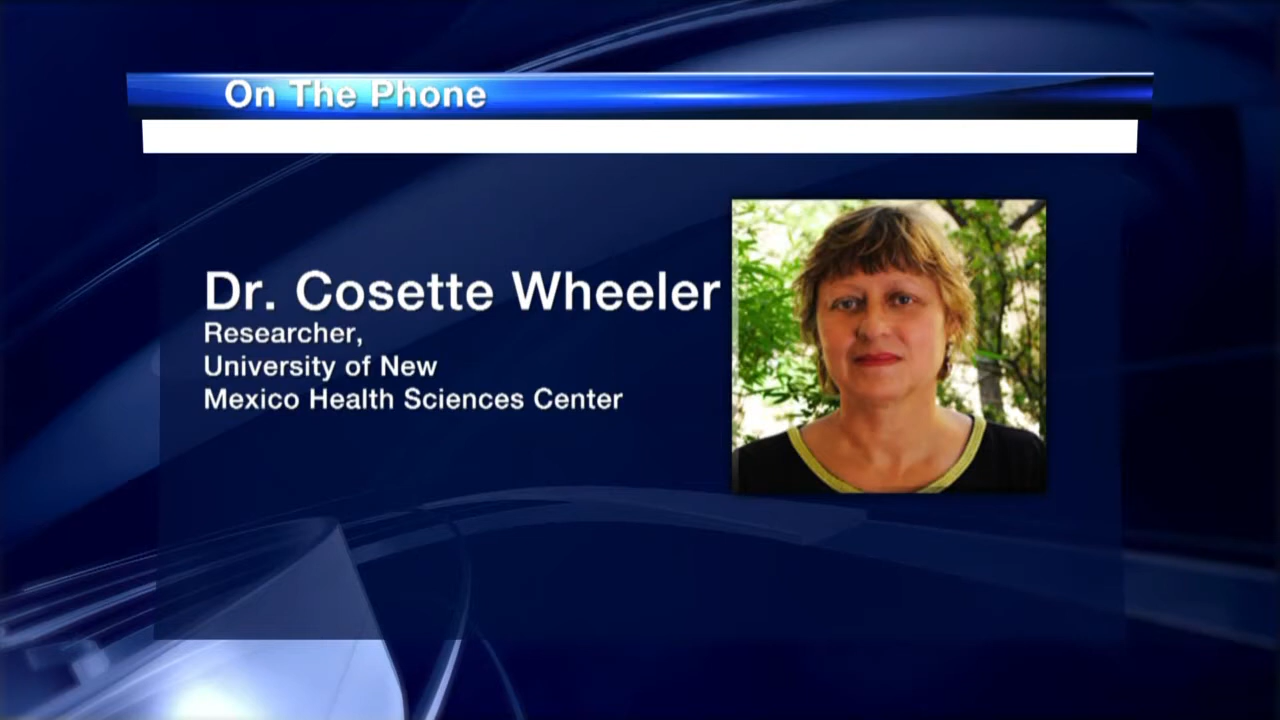 On The Phone
Dr. Cosette Wheeler
Researcher,
University of New
Mexico Health Sciences Center